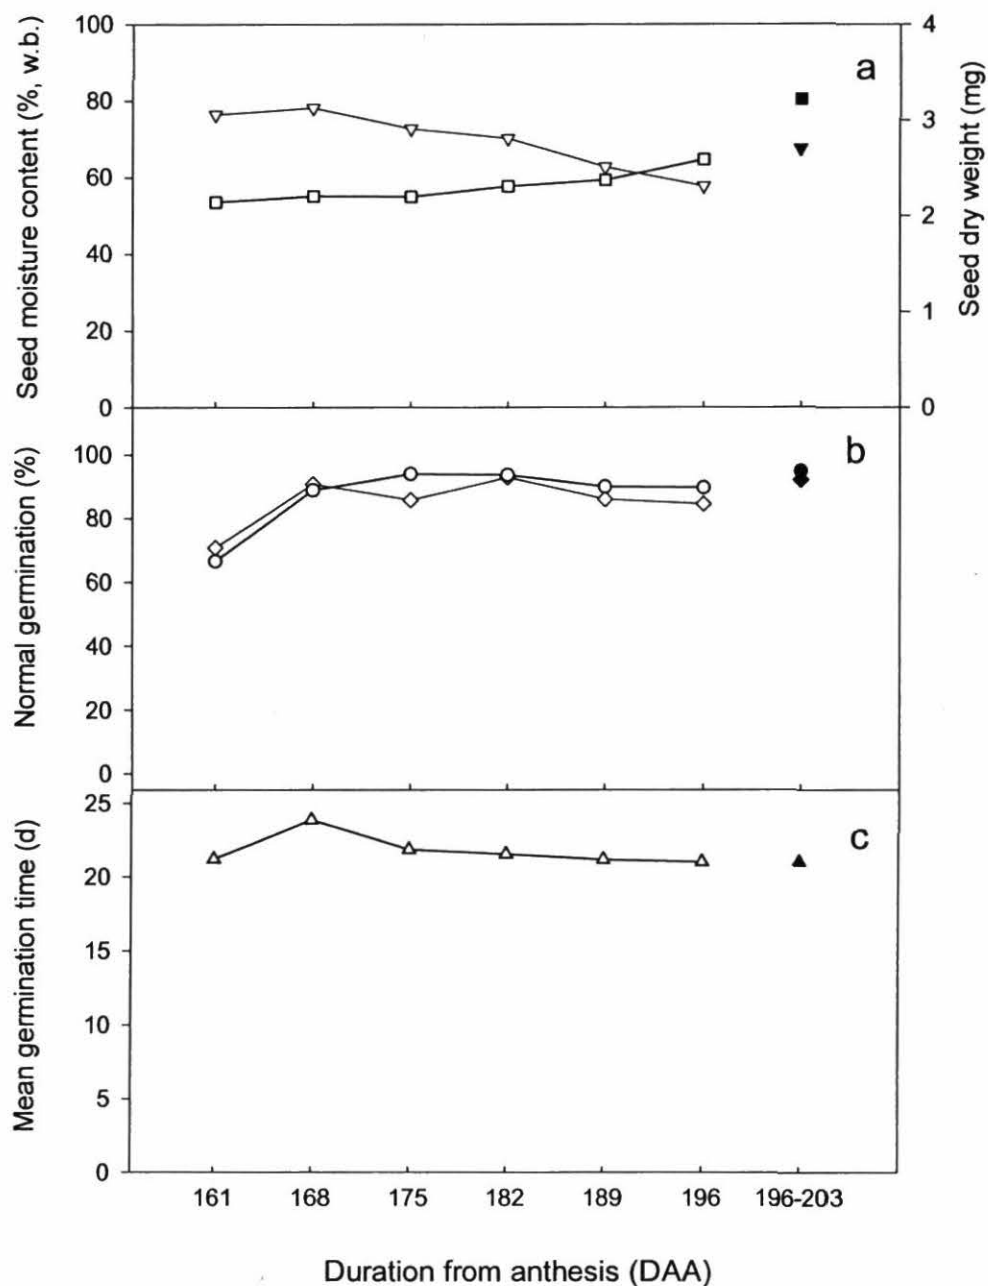 Seed moisture content (%, w.b.)
100
80
60
40
20
0
a
4
3
2
1
0
Seed dry weight (mg)
Normal germination (%)
100
80
60
40
20
0
b
Mean germination time (d)
25
20
15
10
5
0
c
161 168 175 182 189 196 196-203
Duration from anthesis (DAA)